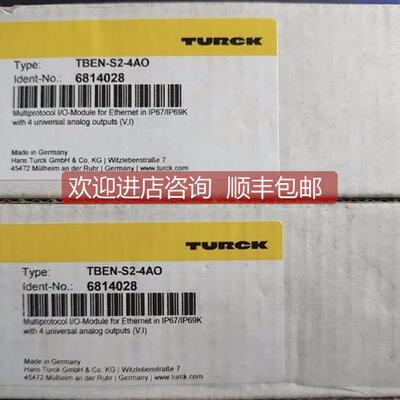 TURCK
Type: TBEN-S2-4AO
Ident-No.: 6814028
Multiprotocol I/O-Module for Ethernet in IP67/IP69K
with 4 universal analog outputs (V,I)
Made in Germany
Hans Turck GmbH & Co. KG | Witzlebenstraße 7
45472 Mülheim an der Ruhr | Germany | www.turck.com
欢迎进店咨询 顺丰包邮
TURCK
Type: TBEN-S2-4AO
Ident-No.: 6814028
Multiprotocol I/O-Module for Ethernet in IP67/IP69K
with 4 universal analog outputs (V,I)
Made in Germany
Hans Turck GmbH & Co. KG | Witzlebenstraße 7
45472 Mülheim an der Ruhr | Germany | www.turck.com